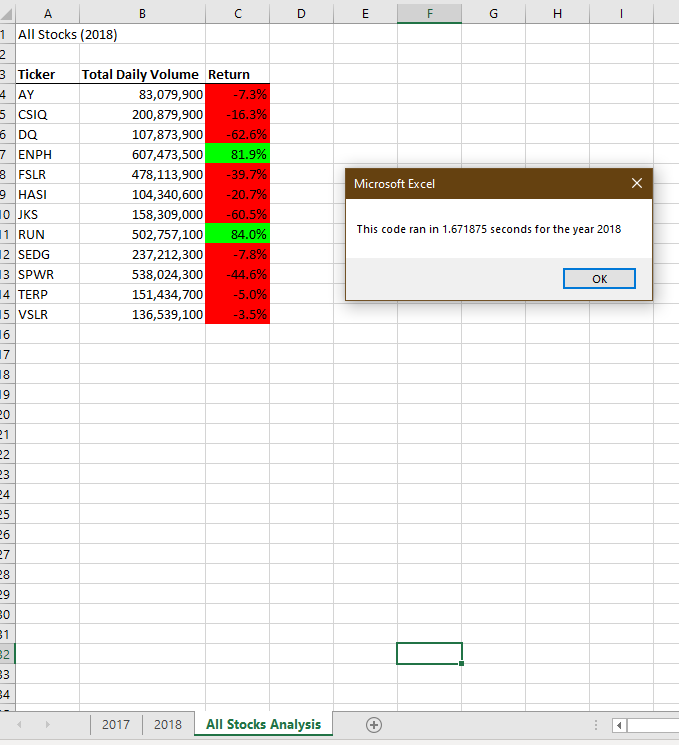 A B C D E F G H I
1 All Stocks (2018)
2
3 Ticker Total Daily Volume Return
4 AY 83,079,900 -7.3%
5 CSIQ 200,879,900 -16.3%
6 DQ 107,873,900 -62.6%
7 ENPH 607,473,500 81.9%
8 FSLR 478,113,900 -39.7%
9 HASI 104,340,600 -20.7%
10 JKS 158,309,000 -60.5%
11 RUN 502,757,100 84.0%
12 SEDG 237,212,300 -7.8%
13 SPWR 538,024,300 -44.6%
14 TERP 151,434,700 -5.0%
15 VSLR 136,539,100 -3.5%
Microsoft Excel
This code ran in 1.671875 seconds for the year 2018
OK
16
17
18
19
20
21
22
23
24
25
26
27
28
29
30
31
32
33
34
2017 2018 All Stocks Analysis